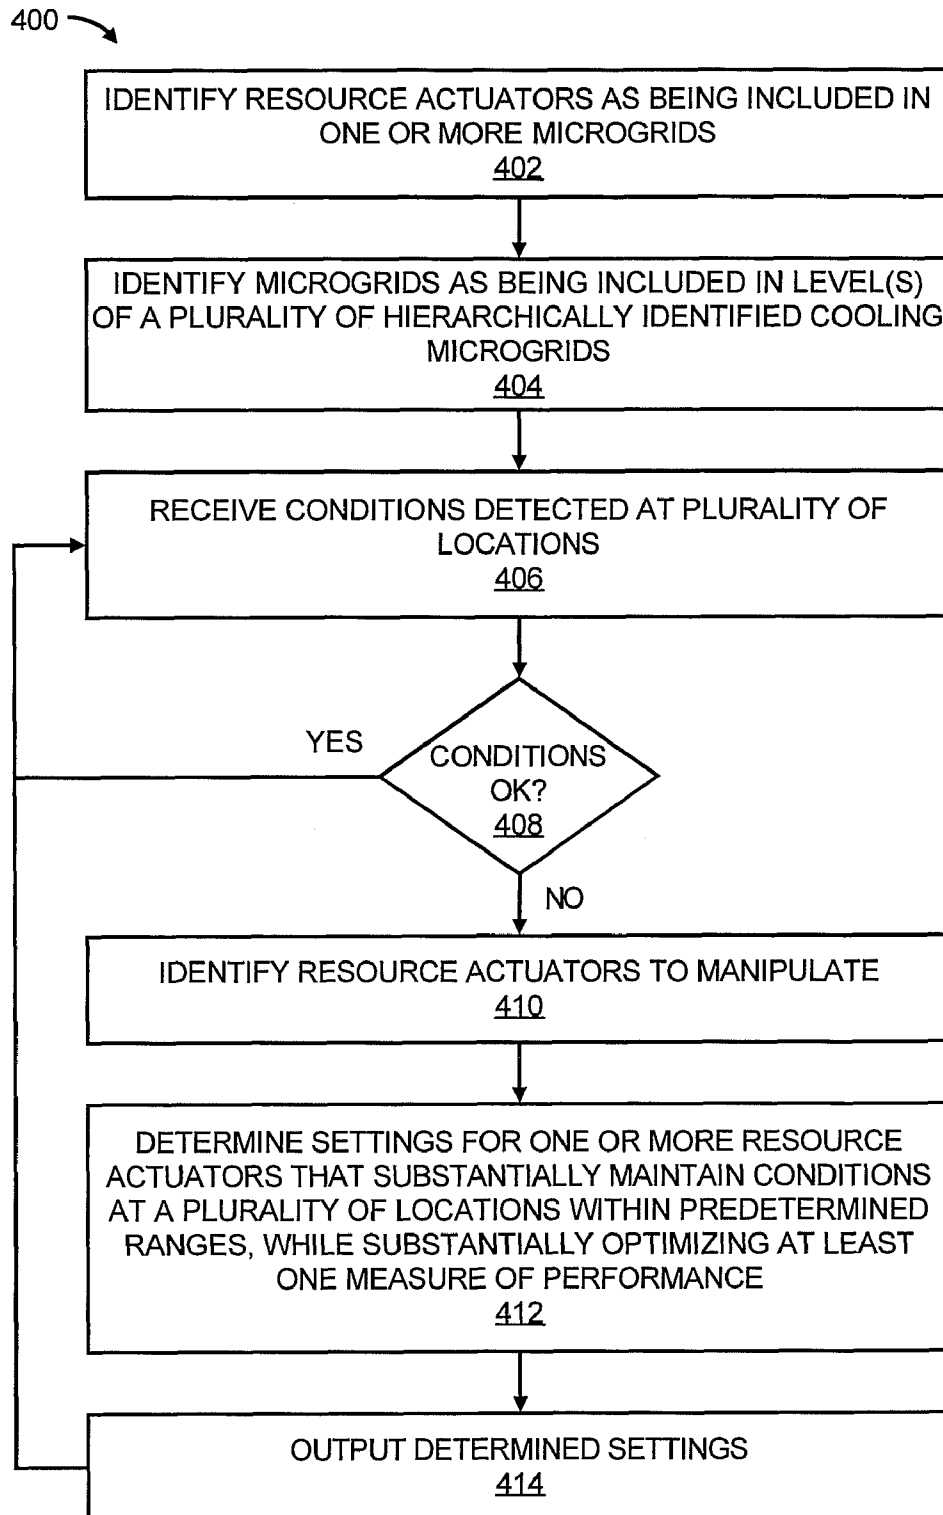 400
IDENTIFY RESOURCE ACTUATORS AS BEING INCLUDED IN
ONE OR MORE MICROGRIDS
402
IDENTIFY MICROGRIDS AS BEING INCLUDED IN LEVEL(S)
OF A PLURALITY OF HIERARCHICALLY IDENTIFIED COOLING
MICROGRIDS
404
RECEIVE CONDITIONS DETECTED AT PLURALITY OF
LOCATIONS
406
YES
CONDITIONS
OK?
408
NO
IDENTIFY RESOURCE ACTUATORS TO MANIPULATE
410
DETERMINE SETTINGS FOR ONE OR MORE RESOURCE
ACTUATORS THAT SUBSTANTIALLY MAINTAIN CONDITIONS
AT A PLURALITY OF LOCATIONS WITHIN PREDETERMINED
RANGES, WHILE SUBSTANTIALLY OPTIMIZING AT LEAST
ONE MEASURE OF PERFORMANCE
412
OUTPUT DETERMINED SETTINGS
414